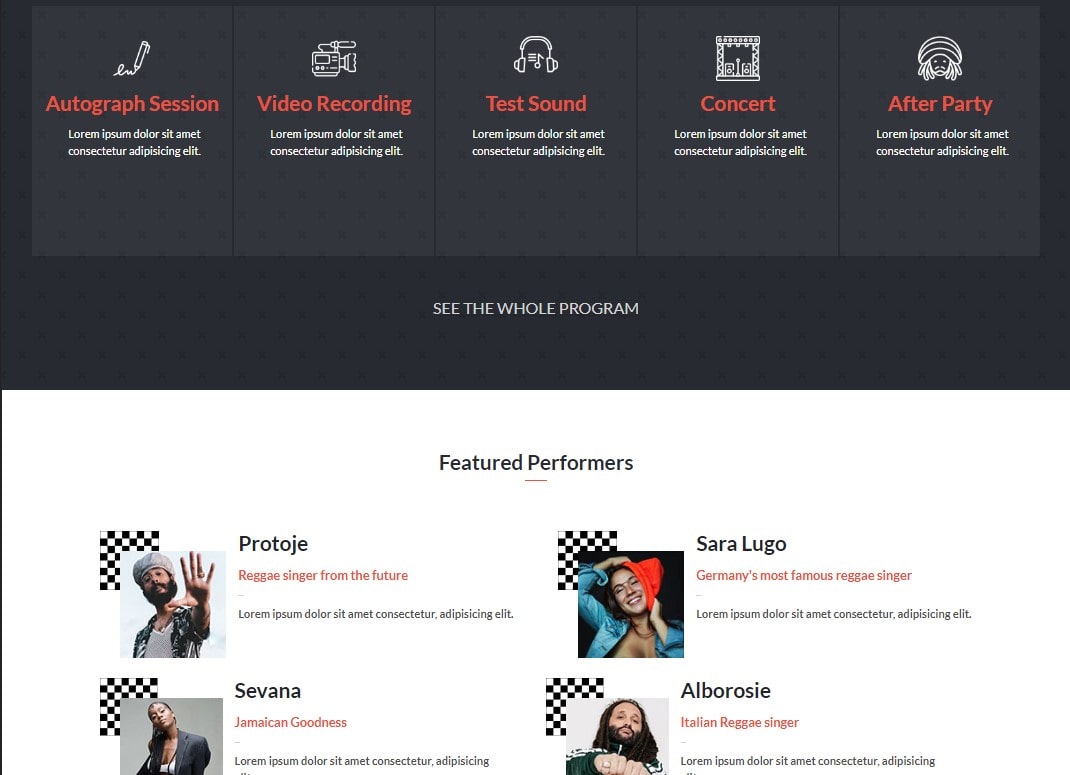 Autograph Session
Lorem ipsum dolor sit amet
consectetur adipisicing elit.
Video Recording
Lorem ipsum dolor sit amet
consectetur adipisicing elit.
Test Sound
Lorem ipsum dolor sit amet
consectetur adipisicing elit.
Concert
Lorem ipsum dolor sit amet
consectetur adipisicing elit.
After Party
Lorem ipsum dolor sit amet
consectetur adipisicing elit.
SEE THE WHOLE PROGRAM
Featured Performers
Protoje
Reggae singer from the future
Lorem ipsum dolor sit amet consectetur, adipisicing elit.
Sara Lugo
Germany's most famous reggae singer
Lorem ipsum dolor sit amet consectetur, adipisicing elit.
Sevana
Jamaican Goodness
Lorem ipsum dolor sit amet consectetur, adipisicing
Alborosie
Italian Reggae singer
Lorem ipsum dolor sit amet consectetur, adipisicing